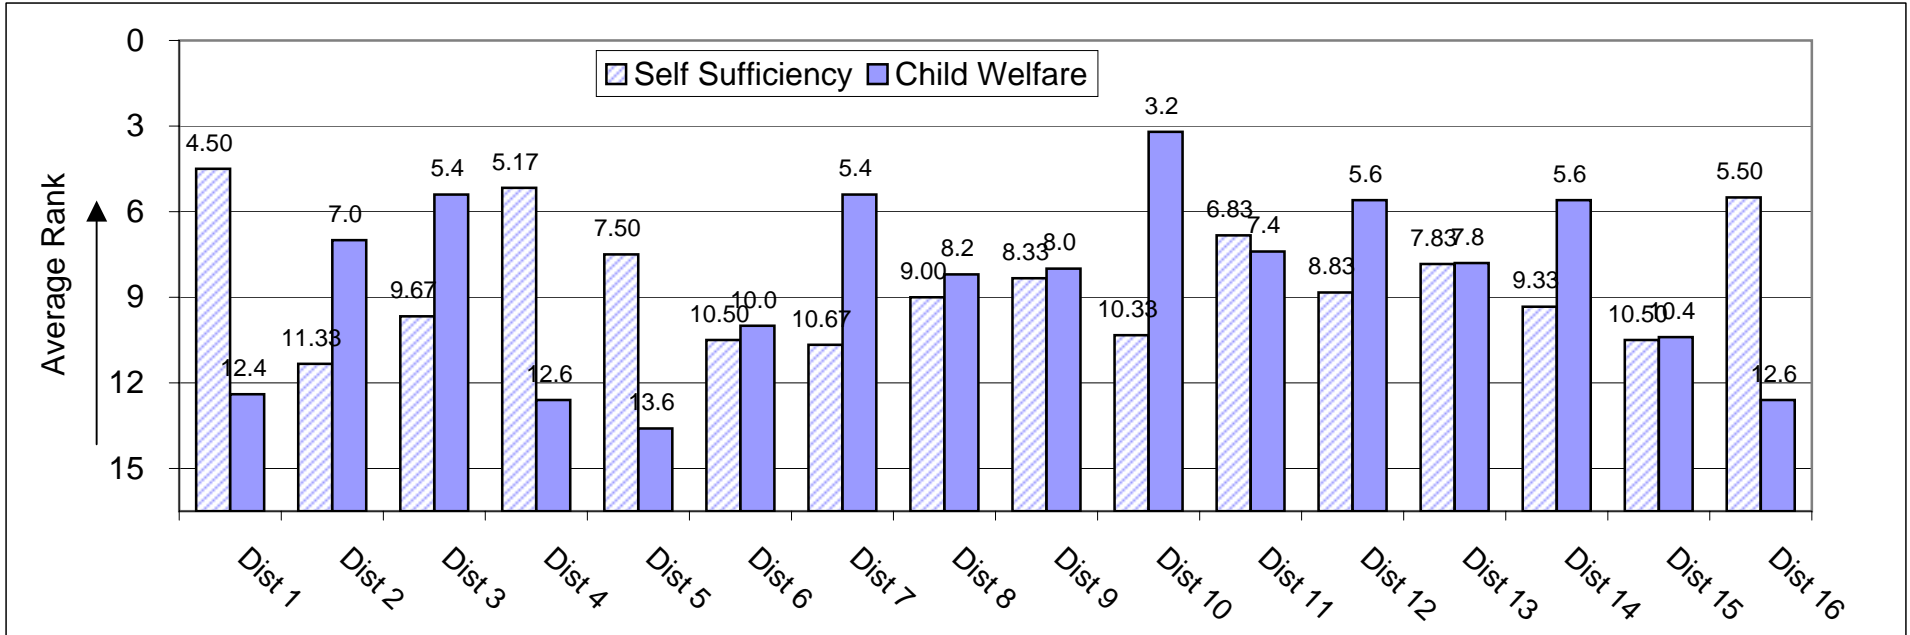 Self Sufficiency Child Welfare
Average Rank
0
3
6
9
12
15
4.50 12.4
11.33 7.0
9.67 5.4
5.17 12.6
7.50 13.6
10.50 10.0
10.67 5.4
9.00 8.2
8.33 8.0
10.33 3.2
6.83 7.4
8.83 5.6
7.83 7.8
9.33 5.6
10.50 10.4
5.50 12.6
Dist 1
Dist 2
Dist 3
Dist 4
Dist 5
Dist 6
Dist 7
Dist 8
Dist 9
Dist 10
Dist 11
Dist 12
Dist 13
Dist 14
Dist 15
Dist 16